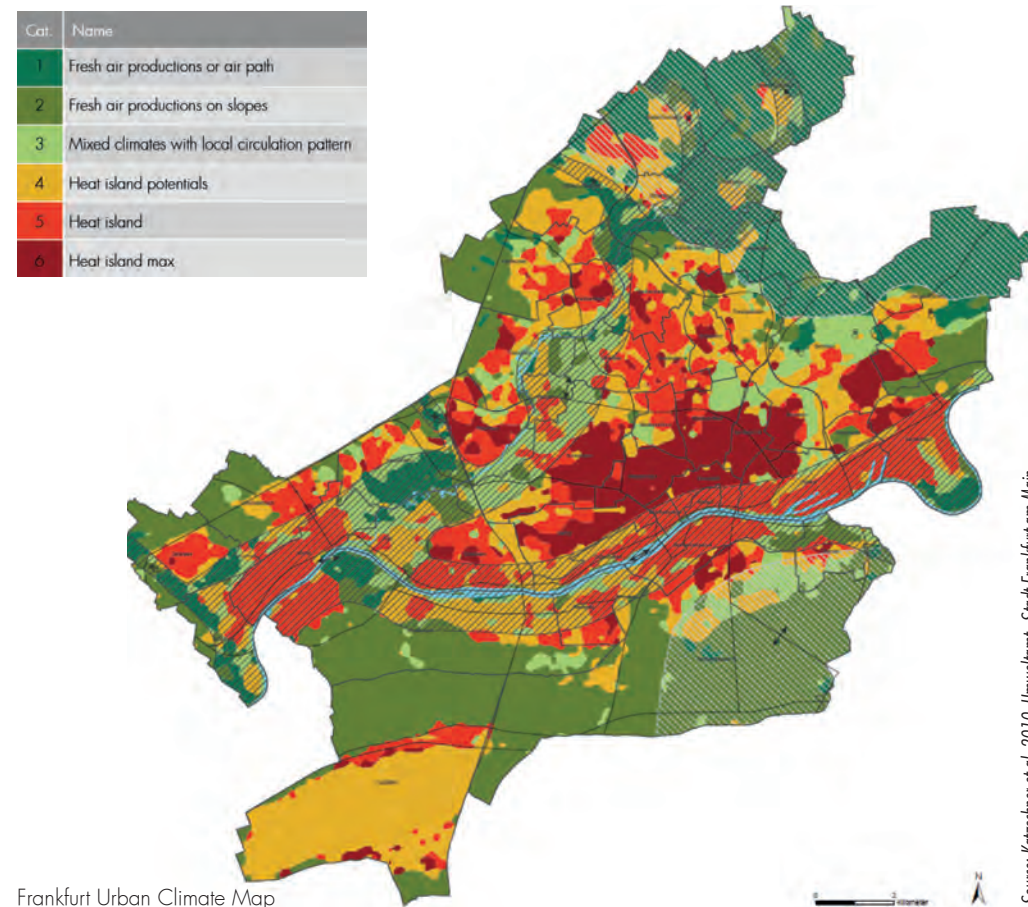 Cat. Name
1 Fresh air productions or air path
2 Fresh air productions on slopes
3 Mixed climates with local circulation pattern
4 Heat island potentials
5 Heat island
6 Heat island max
Frankfurt Urban Climate Map
0 2 Kilometer
N
Source: Katzschner et al. 2010, Umweltamt, Stadt Frankfurt am Main